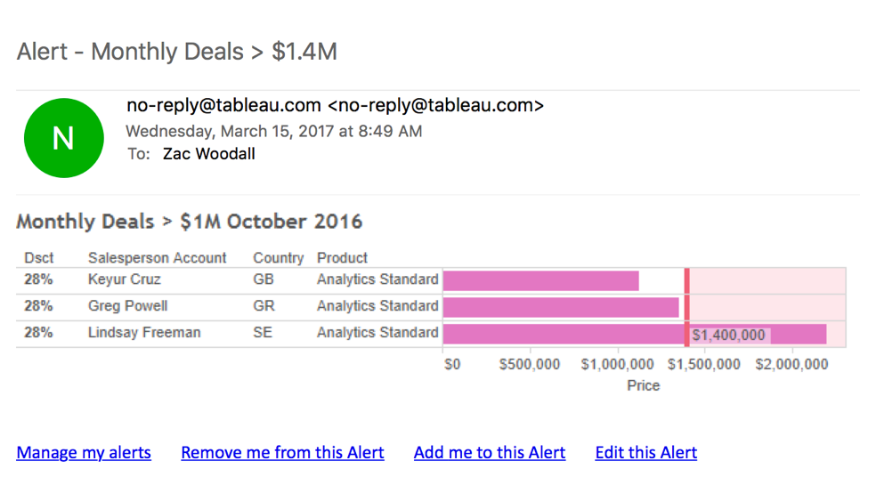 Alert - Monthly Deals > $1.4M
N
no-reply@tableau.com <no-reply@tableau.com>
Wednesday, March 15, 2017 at 8:49 AM
To: Zac Woodall
Monthly Deals > $1M October 2016
Dsct Salesperson Account Country Product
28% Keyur Cruz GB Analytics Standard
28% Greg Powell GR Analytics Standard
28% Lindsay Freeman SE Analytics Standard $1,400,000
$0 $500,000 $1,000,000 $1,500,000 $2,000,000
Price
Manage my alerts Remove me from this Alert Add me to this Alert Edit this Alert